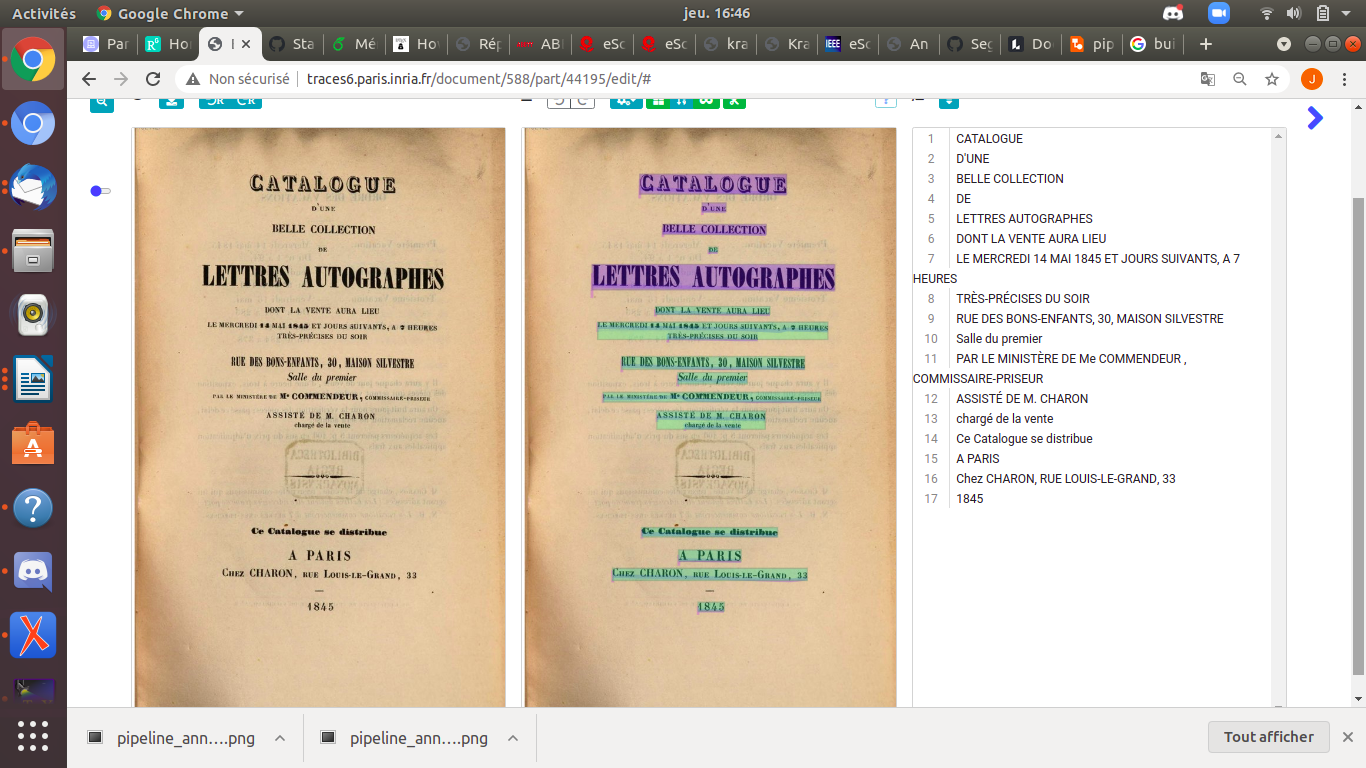 Activités
Google Chrome
jeu. 16:46
Par
Ho
I
Sta
Mé
Ho
Rép
ABI
eSc
eSc
kra
Kra
eSc
An
Seg
Do
pip
bui
Non sécurisé
traces6.paris.inria.fr/document/588/part/44195/edit/#
J
CATALOGUE
D'UNE
BELLE COLLECTION
DE
LETTRES AUTOGRAPHES
DONT LA VENTE AURA LIEU
LE MERCREDI 14 MAI 1845 ET JOURS SUIVANTS, A 7 HEURES
TRÈS-PRÉCISES DU SOIR
RUE DES BONS-ENFANTS, 30, MAISON SILVESTRE
Salle du premier
PAR LE MINISTÈRE DE Me COMMENDEUR, COMMISSAIRE-PRISEUR
ASSISTÉ DE M. CHARON
chargé de la vente
BIBLIOTHECA
REGIA
MONACENSIS
Ce Catalogue se distribue
A PARIS
Chez CHARON, RUE LOUIS-LE-GRAND, 33
1845
CATALOGUE
D'UNE
BELLE COLLECTION
DE
LETTRES AUTOGRAPHES
DONT LA VENTE AURA LIEU
LE MERCREDI 14 MAI 1845 ET JOURS SUIVANTS, A 7 HEURES
TRÈS-PRÉCISES DU SOIR
RUE DES BONS-ENFANTS, 30, MAISON SILVESTRE
Salle du premier
PAR LE MINISTÈRE DE Me COMMENDEUR, COMMISSAIRE-PRISEUR
ASSISTÉ DE M. CHARON
chargé de la vente
BIBLIOTHECA
REGIA
MONACENSIS
Ce Catalogue se distribue
A PARIS
Chez CHARON, RUE LOUIS-LE-GRAND, 33
1845
1 CATALOGUE
2 D'UNE
3 BELLE COLLECTION
4 DE
5 LETTRES AUTOGRAPHES
6 DONT LA VENTE AURA LIEU
7 LE MERCREDI 14 MAI 1845 ET JOURS SUIVANTS, A 7
HEURES
8 TRÈS-PRÉCISES DU SOIR
9 RUE DES BONS-ENFANTS, 30, MAISON SILVESTRE
10 Salle du premier
11 PAR LE MINISTÈRE DE Me COMMENDEUR ,
COMMISSAIRE-PRISEUR
12 ASSISTÉ DE M. CHARON
13 chargé de la vente
14 Ce Catalogue se distribue
15 A PARIS
16 Chez CHARON, RUE LOUIS-LE-GRAND, 33
17 1845
pipeline_ann....png
pipeline_ann....png
Tout afficher